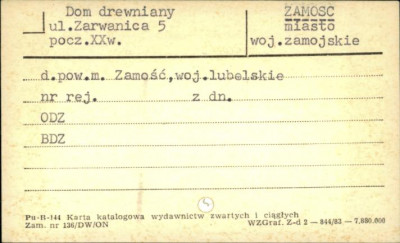 Dom drewniany
ul.Zarwanica 5
pocz.XXw.
ZAMOŚĆ
miasto
woj.zamojskie
d.pow.m. Zamość,woj.lubelskie
nr rej. z dn.
ODZ
BDZ
Pu-B-144 Karta katalogowa wydawnictw zwartych i ciągłych
Zam. nr 136/DW/ON WZGraf. Z-d 2 — 844/83 — 7,880.000